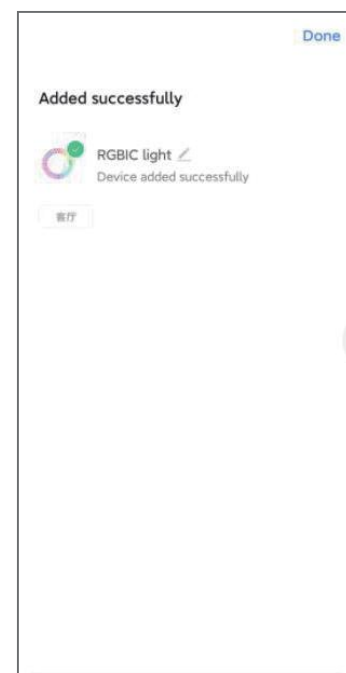 Done
Added successfully
RGBIC light
Device added successfully
客厅